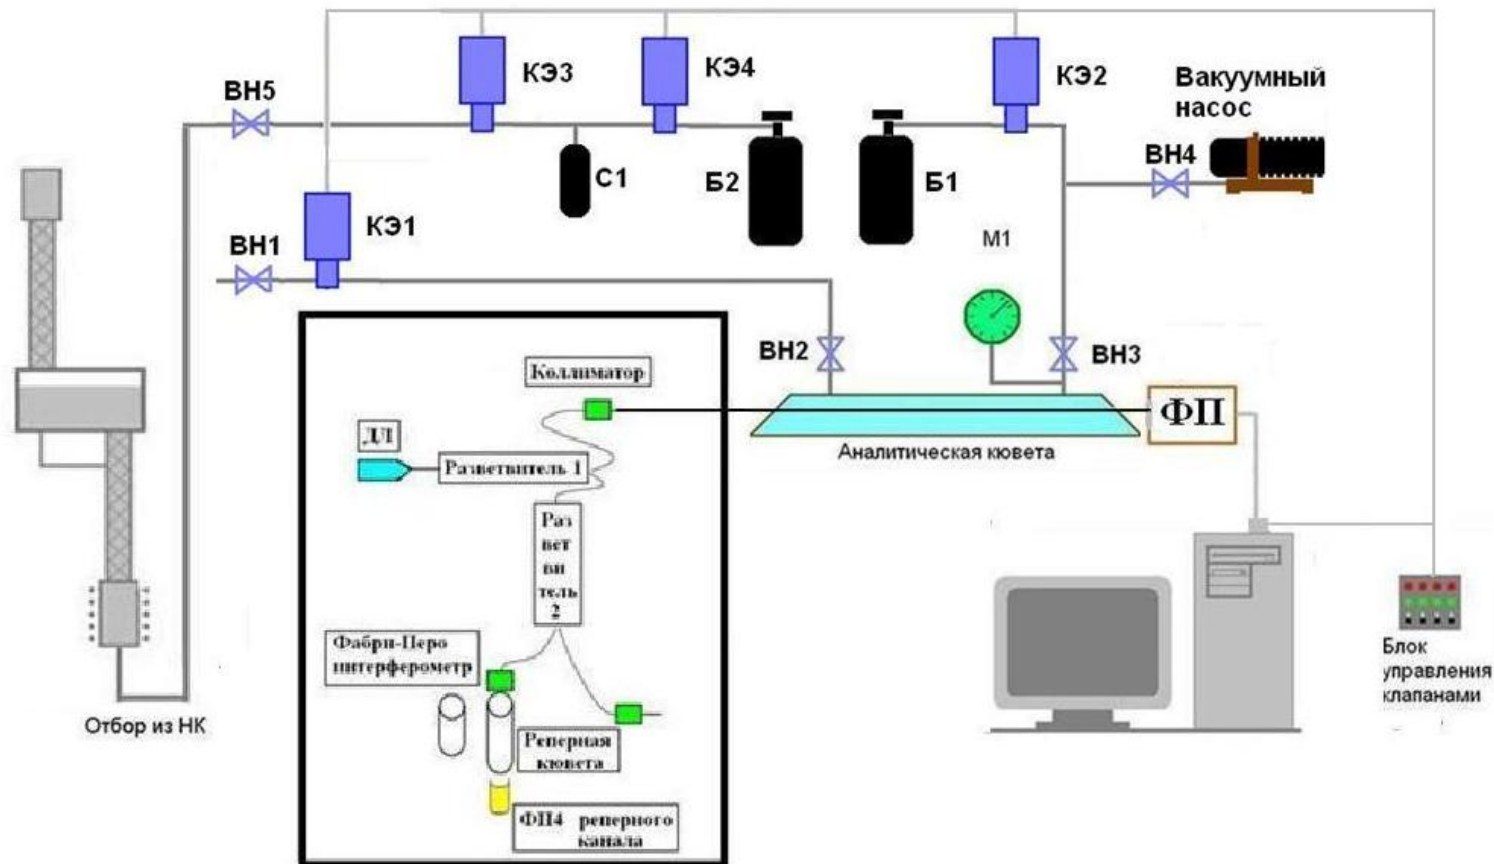 КЭ3
КЭ4
КЭ2
Вакуумный
насос
ВН5
ВН4
С1
Б2
Б1
КЭ1
ВН1
М1
ВН2
ВН3
Коллиматор
ФП
ДЛ
Аналитическая кювета
Разветвитель 1
Раз
вет
ви
тель
2
Фабри-Перо
интерферометр
Блок
управления
клапанами
Отбор из НК
Реперная
кювета
ФП4 реперного
канала